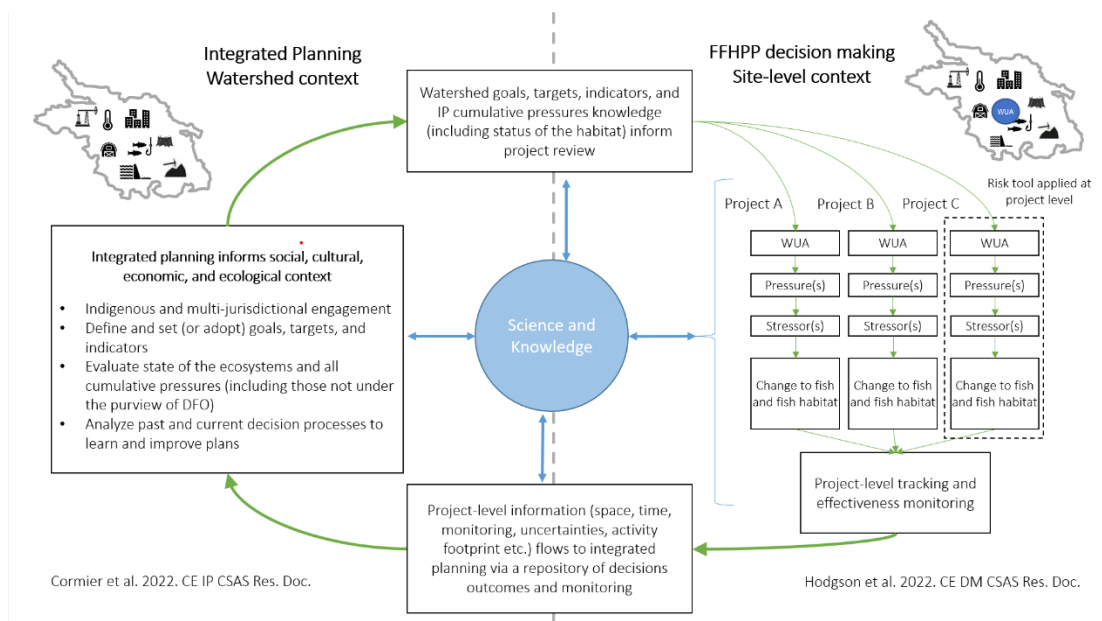 Integrated Planning
Watershed context
FFHPP decision making
Site-level context
WUA
Watershed goals, targets, indicators, and
IP cumulative pressures knowledge
(including status of the habitat) inform
project review
Risk tool applied at
project level
Project A
Project B
Project C
WUA
WUA
WUA
Pressure(s)
Pressure(s)
Pressure(s)
Stressor(s)
Stressor(s)
Stressor(s)
Change to fish
and fish habitat
Change to fish
and fish habitat
Change to fish
and fish habitat
Integrated planning informs social, cultural,
economic, and ecological context
• Indigenous and multi-jurisdictional engagement
• Define and set (or adopt) goals, targets, and
indicators
• Evaluate state of the ecosystems and all
cumulative pressures (including those not under
the purview of DFO)
• Analyze past and current decision processes to
learn and improve plans
Science and
Knowledge
Project-level tracking and
effectiveness monitoring
Project-level information (space, time,
monitoring, uncertainties, activity
footprint etc.) flows to integrated
planning via a repository of decisions
outcomes and monitoring
Cormier et al. 2022. CE IP CSAS Res. Doc.
Hodgson et al. 2022. CE DM CSAS Res. Doc.